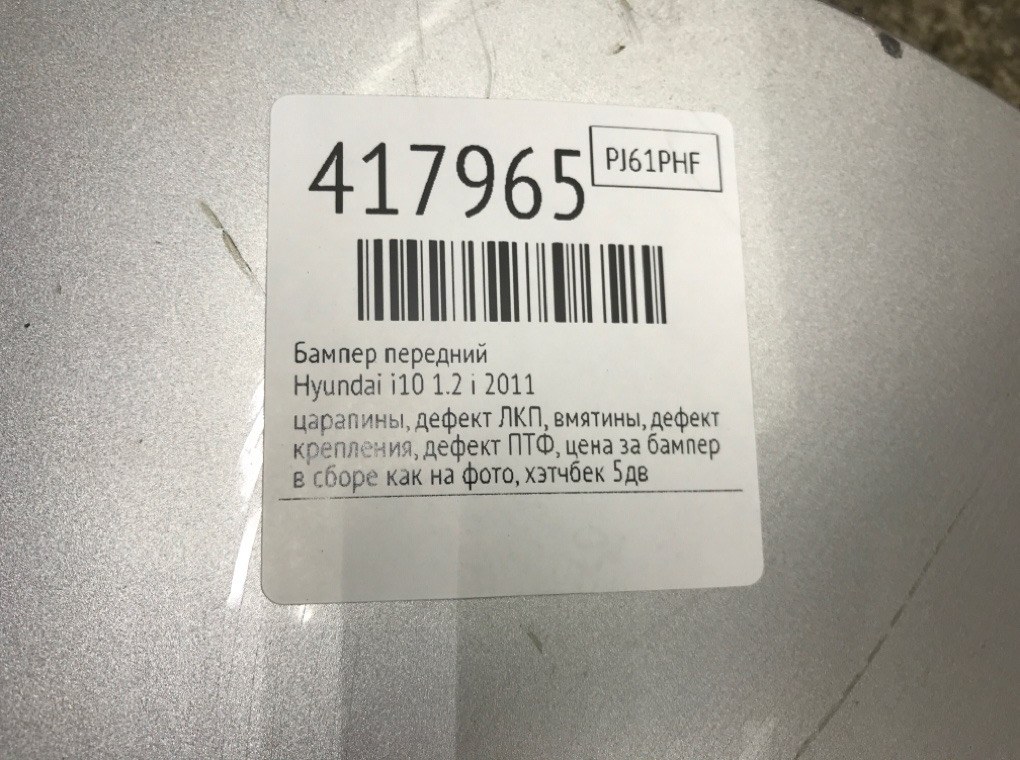 417965
PJ61PHF
Бампер передний
Hyundai i10 1.2 i 2011
царапины, дефект ЛКП, вмятины, дефект
крепления, дефект ПТФ, цена за бампер
в сборе как на фото, хэтчбек 5дв